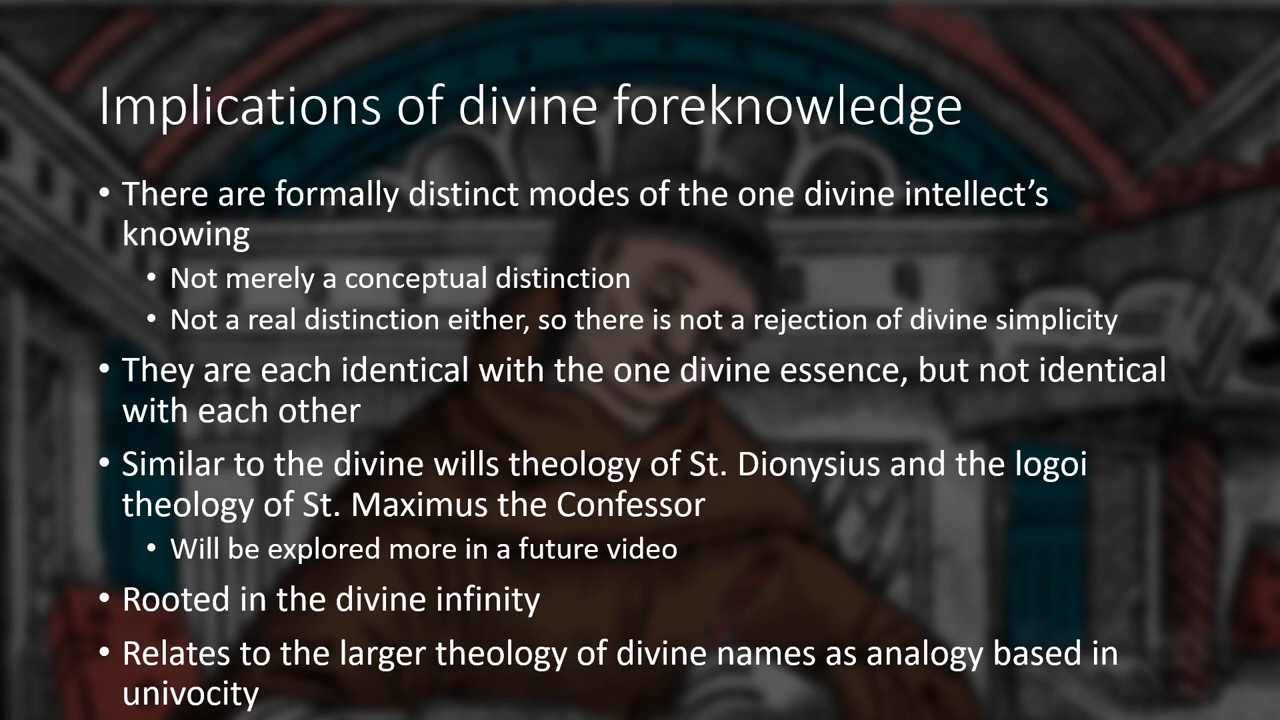 Implications of divine foreknowledge
• There are formally distinct modes of the one divine intellect’s
knowing
• Not merely a conceptual distinction
• Not a real distinction either, so there is not a rejection of divine simplicity
• They are each identical with the one divine essence, but not identical
with each other
• Similar to the divine wills theology of St. Dionysius and the logoi
theology of St. Maximus the Confessor
• Will be explored more in a future video
• Rooted in the divine infinity
• Relates to the larger theology of divine names as analogy based in
univocity